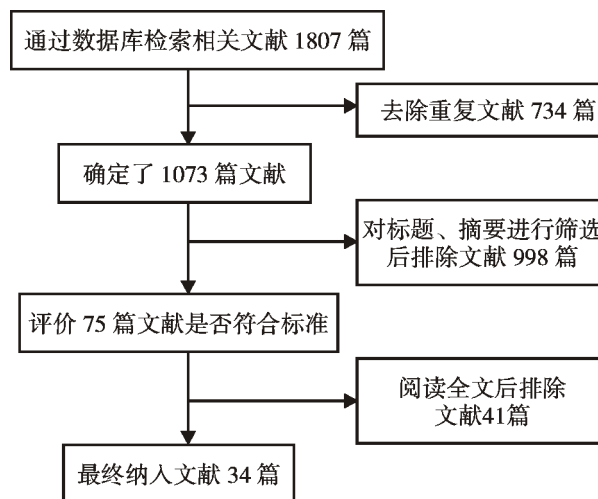 通过数据库检索相关文献 1807 篇
去除重复文献 734 篇
确定了 1073 篇文献
对标题、摘要进行筛选
后排除文献 998 篇
评价 75 篇文献是否符合标准
阅读全文后排除
文献41篇
最终纳入文献 34 篇